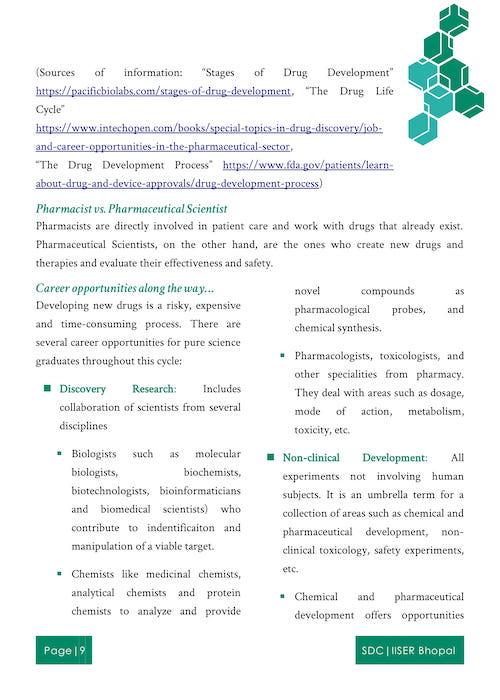 (Sources of information: “Stages of Drug Development”
https://pacificbiolabs.com/stages-of-drug-development, “The Drug Life
Cycle”
https://www.intechopen.com/books/special-topics-in-drug-discovery/job-
and-career-opportunities-in-the-pharmaceutical-sector,
“The Drug Development Process” https://www.fda.gov/patients/learn-
about-drug-and-device-approvals/drug-development-process)
Pharmacist vs. Pharmaceutical Scientist
Pharmacists are directly involved in patient care and work with drugs that already exist.
Pharmaceutical Scientists, on the other hand, are the ones who create new drugs and
therapies and evaluate their effectiveness and safety.
Career opportunities along the way...
Developing new drugs is a risky, expensive
and time-consuming process. There are
several career opportunities for pure science
graduates throughout this cycle:
Discovery Research: Includes
collaboration of scientists from several
disciplines
Biologists such as molecular
biologists, biochemists,
biotechnologists, bioinformaticians
and biomedical scientists) who
contribute to indentificaiton and
manipulation of a viable target.
Chemists like medicinal chemists,
analytical chemists and protein
chemists to analyze and provide
novel compounds as
pharmacological probes, and
chemical synthesis.
Pharmacologists, toxicologists, and
other specialities from pharmacy.
They deal with areas such as dosage,
mode of action, metabolism,
toxicity, etc.
Non-clinical Development: All
experiments not involving human
subjects. It is an umbrella term for a
collection of areas such as chemical and
pharmaceutical development, non-
clinical toxicology, safety experiments,
etc.
Chemical and pharmaceutical
development offers opportunities
Page|9
SDC|IISER Bhopal